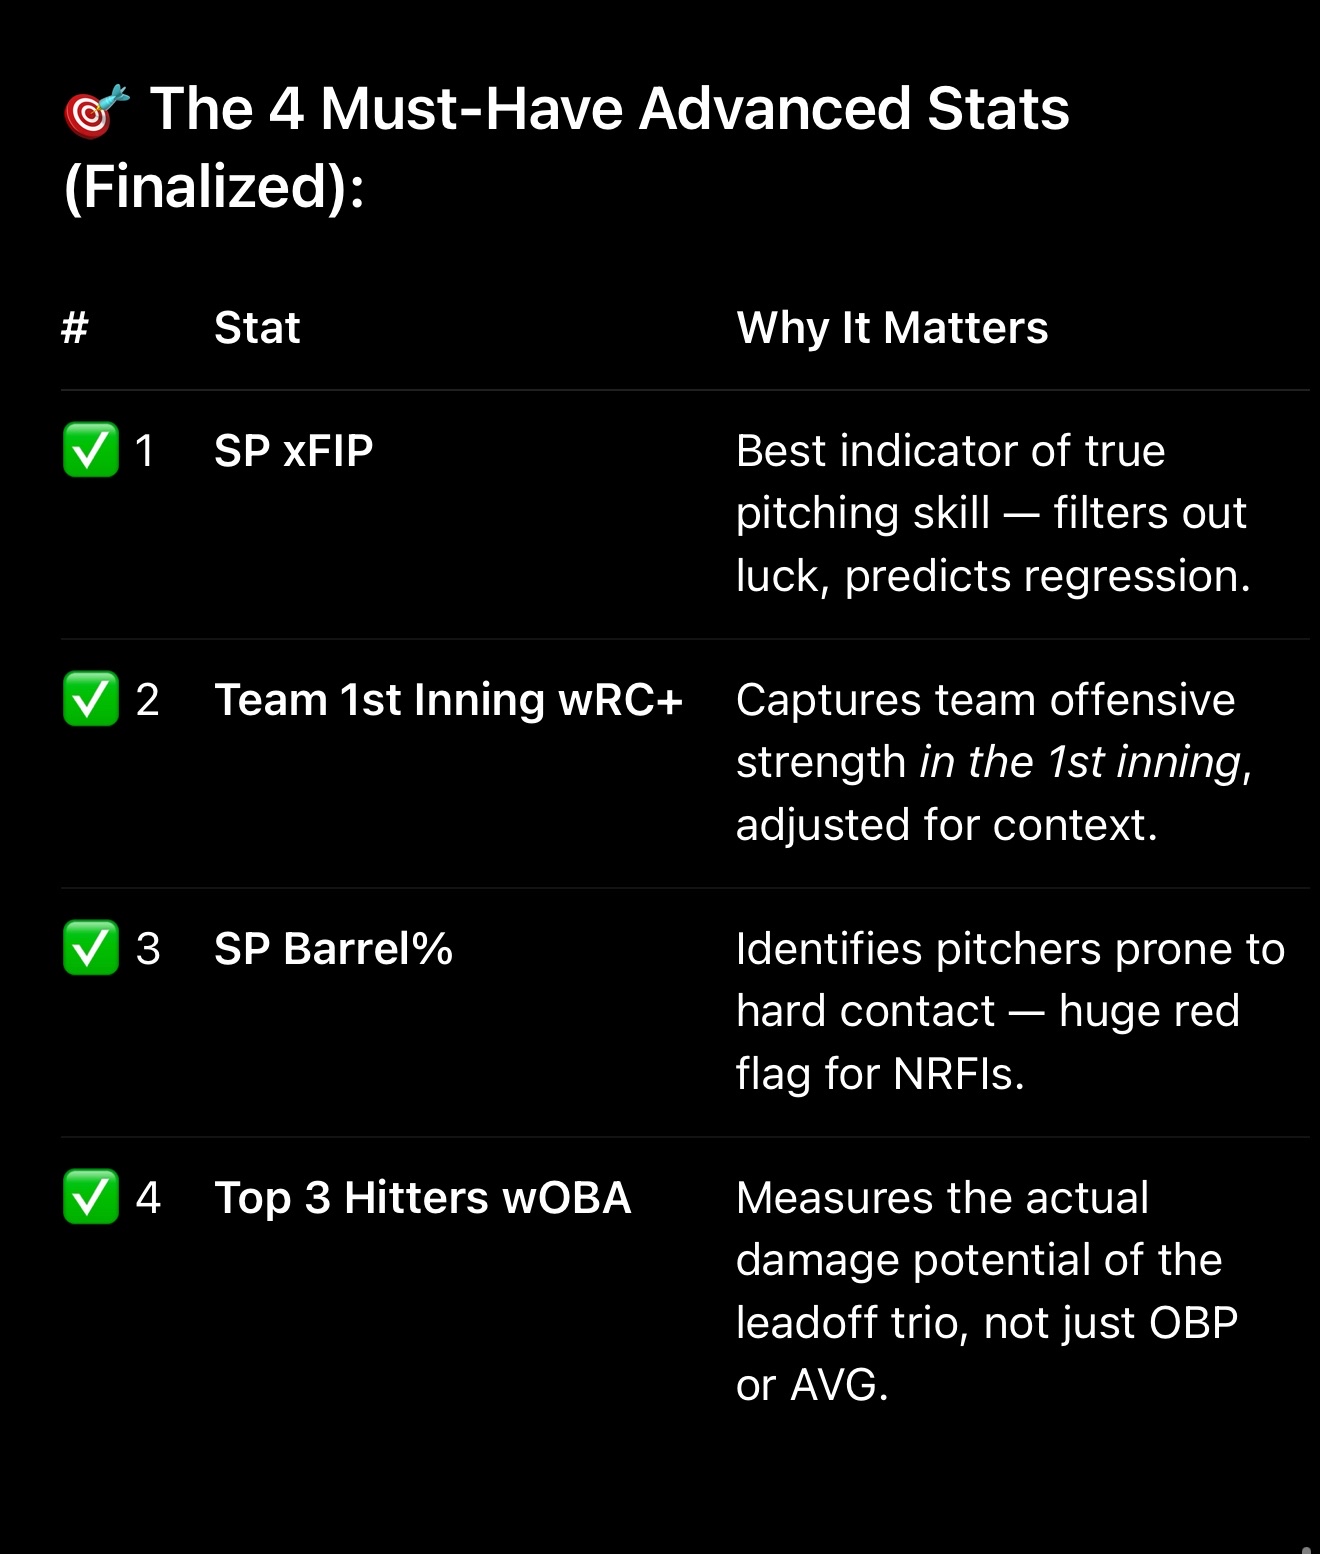 🎯 The 4 Must-Have Advanced Stats
(Finalized):
# Stat Why It Matters
✅ 1 SP xFIP Best indicator of true
pitching skill — filters out
luck, predicts regression.
✅ 2 Team 1st Inning wRC+ Captures team offensive
strength in the 1st inning,
adjusted for context.
✅ 3 SP Barrel% Identifies pitchers prone to
hard contact — huge red
flag for NRFIs.
✅ 4 Top 3 Hitters wOBA Measures the actual
damage potential of the
leadoff trio, not just OBP
or AVG.